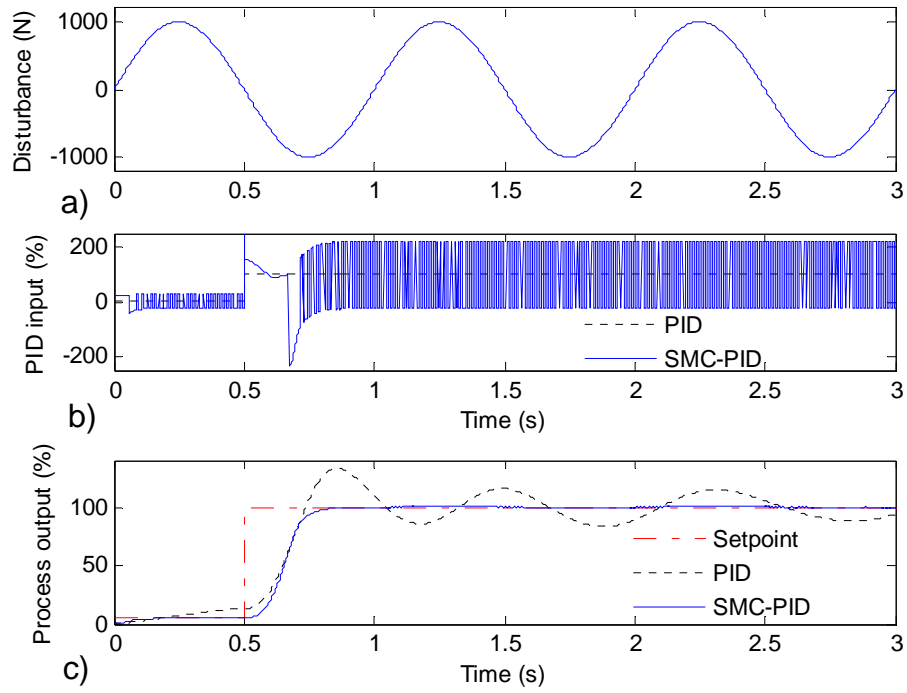 Disturbance (N)
1000
0
-1000
0
0.5
1
1.5
2
2.5
3
a)
PID input (%)
200
0
-200
PID
SMC-PID
0
0.5
1
1.5
2
2.5
3
b)
Time (s)
Process output (%)
100
50
0
Setpoint
PID
SMC-PID
0
0.5
1
1.5
2
2.5
3
c)
Time (s)